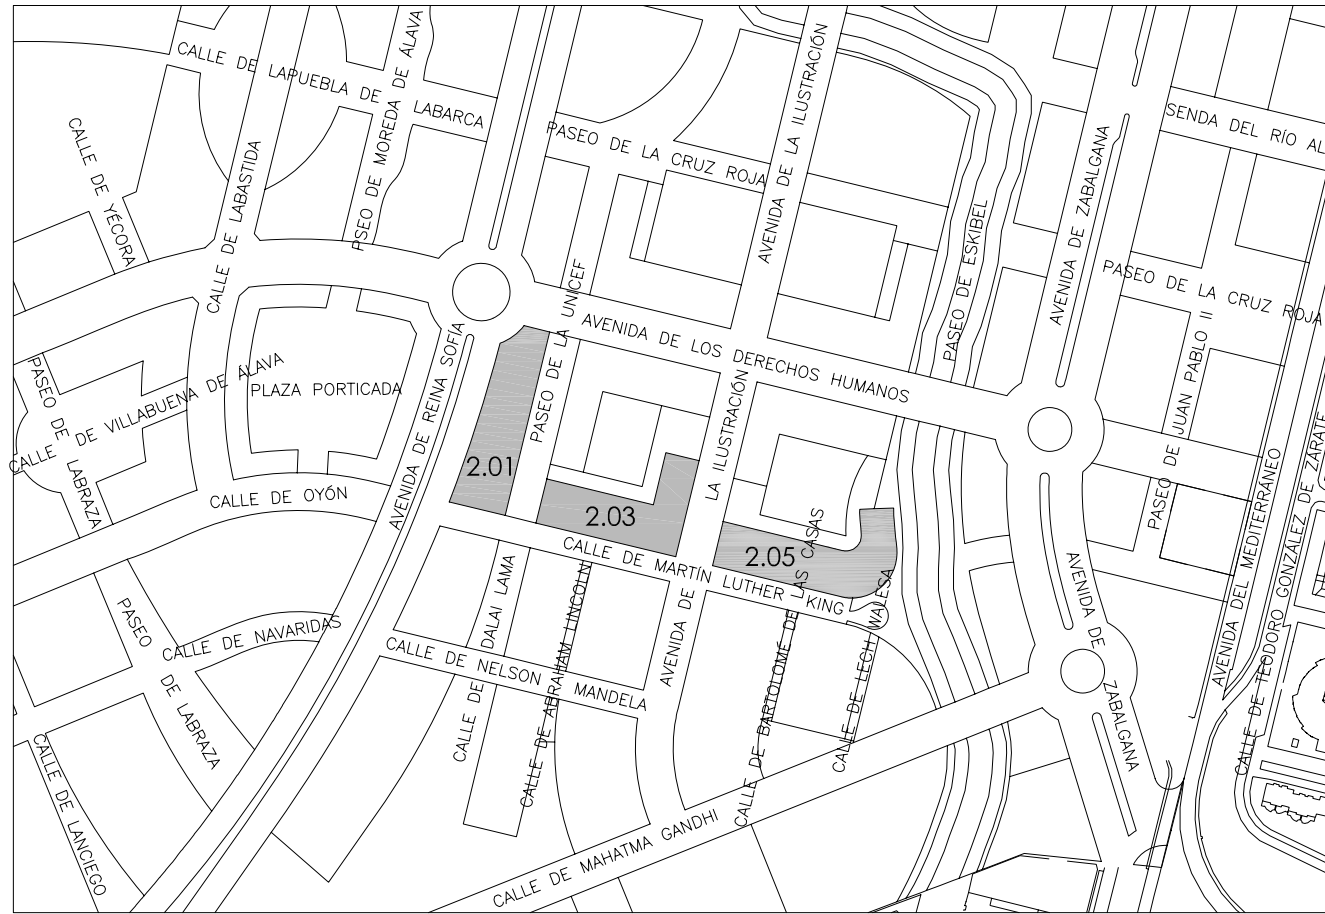 CALLE DE LAPUEBLA DE LABARCA
PSEO DE MOREDA DE ÁLAVA
CALLE DE YÉCORA
CALLE DE LABASTIDA
PASEO DE LA CRUZ ROJA
AVENIDA DE LA ILUSTRACIÓN
PASEO DE ESKIBEL
AVENIDA DE ZABALGANA
SENDA DEL RÍO AL
PASEO DE LA CRUZ ROJA
PASEO DE JUAN PABLO II
AVENIDA DE LOS DERECHOS HUMANOS
PASEO DE LA UNICEF
AVENIDA DE REINA SOFÍA
PLAZA PORTICADA
CALLE DE VILLABUENA DE ÁLAVA
PASEO DE LABRAZA
CALLE DE OYÓN
2.01
2.03
2.05
AVENIDA DE LA ILUSTRACIÓN
CALLE DE MARTÍN LUTHER KING
CALLE DEL DALAI LAMA
CALLE DE ABRAHAM LINCOLN
CALLE DE NELSON MANDELA
CALLE DE BARTOLOMÉ DE LAS CASAS
CALLE DE LECH WALESA
CALLE DE MAHATMA GANDHI
AVENIDA DE ZABALGANA
AVENIDA DEL MEDITERRÁNEO
CALLE DE TEODORO GONZÁLEZ DE ZÁRATE
CALLE DE NAVARIDAS
PASEO DE LABRAZA
CALLE DE LANCIEGO